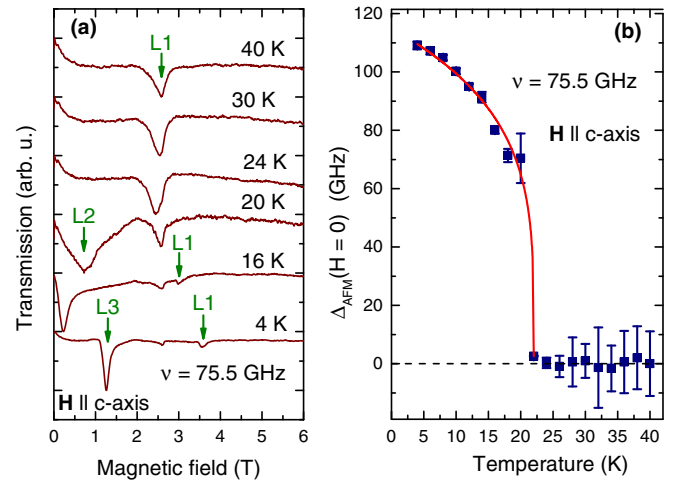 (a)
L1
40 K
30 K
24 K
20 K
L2
L1
16 K
L3
L1
4 K
ν = 75.5 GHz
H || c-axis
0 1 2 3 4 5 6
Magnetic field (T)
Transmission (arb. u.)
(b)
ν = 75.5 GHz
H || c-axis
120
100
80
60
40
20
0
0 5 10 15 20 25 30 35 40
Temperature (K)
Δ_AFM(H = 0) (GHz)